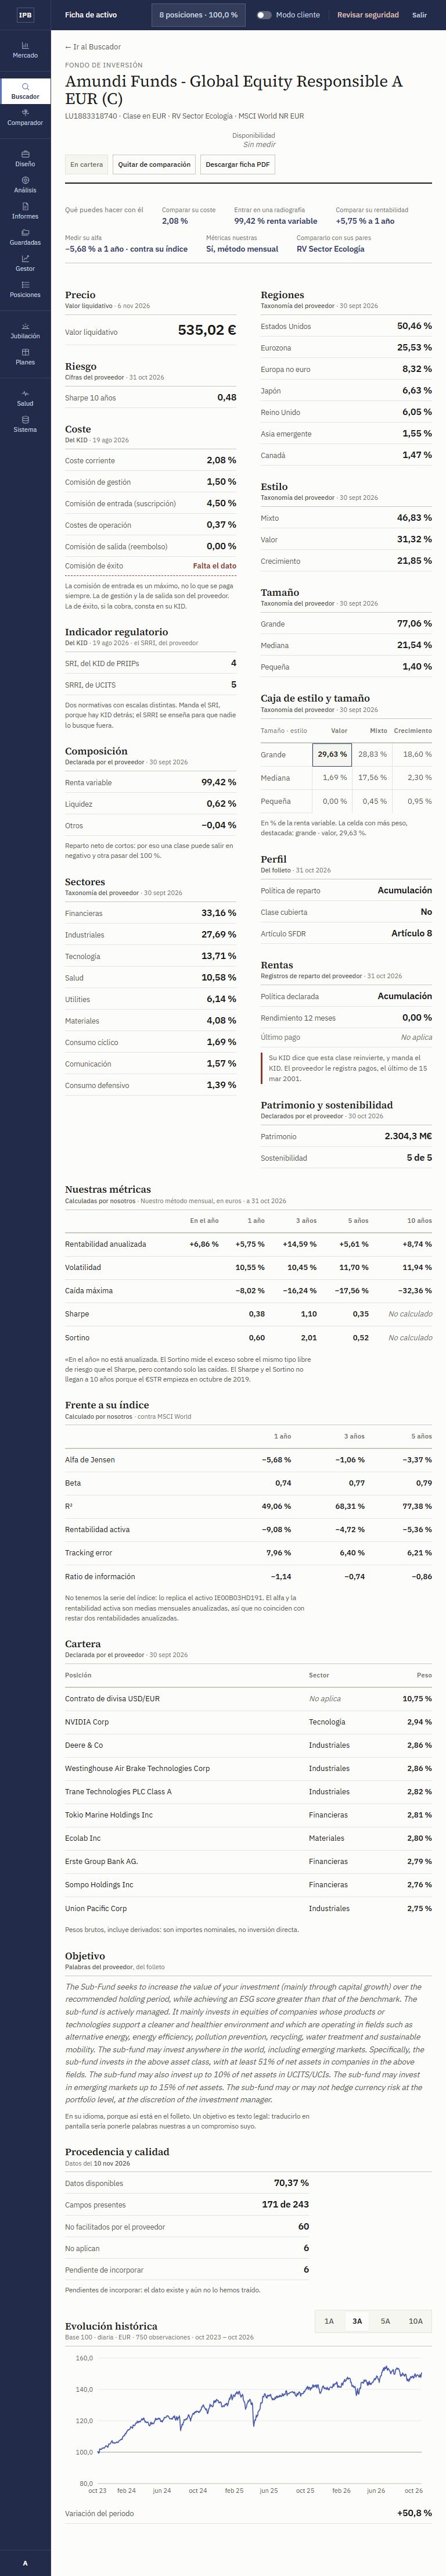 IPB
Ficha de activo
8 posiciones · 100,0 %
Modo cliente
Revisar seguridad
Salir
Mercado
Buscador
Comparador
Diseño
Análisis
Informes
Guardadas
Gestor
Posiciones
Jubilación
Planes
Salud
Sistema
A
← Ir al Buscador
FONDO DE INVERSIÓN
Amundi Funds - Global Equity Responsible A
EUR (C)
LU1883318740 · Clase en EUR · RV Sector Ecología · MSCI World NR EUR
Disponibilidad
Sin medir
En cartera
Quitar de comparación
Descargar ficha PDF
Qué puedes hacer con él
Comparar su coste
2,08 %
Entrar en una radiografía
99,42 % renta variable
Comparar su rentabilidad
+5,75 % a 1 año
Medir su alfa
−5,68 % a 1 año · contra su índice
Métricas nuestras
Sí, método mensual
Compararlo con sus pares
RV Sector Ecología
Precio
Valor liquidativo · 6 nov 2026
Valor liquidativo 535,02 €
Riesgo
Cifras del proveedor · 31 oct 2026
Sharpe 10 años 0,48
Coste
Del KID · 19 ago 2026
Coste corriente 2,08 %
Comisión de gestión 1,50 %
Comisión de entrada (suscripción) 4,50 %
Costes de operación 0,37 %
Comisión de salida (reembolso) 0,00 %
Comisión de éxito Falta el dato
La comisión de entrada es un máximo, no lo que se paga
siempre. La de gestión y la de salida son del proveedor.
La de éxito, si la cobra, consta en su KID.
Indicador regulatorio
Del KID · 19 ago 2026 · el SRRI, del proveedor
SRI, del KID de PRIIPs 4
SRRI, de UCITS 5
Dos normativas con escalas distintas. Manda el SRI,
porque hay KID detrás; el SRRI se enseña para que nadie
lo busque fuera.
Composición
Declarada por el proveedor · 30 sept 2026
Renta variable 99,42 %
Liquidez 0,62 %
Otros −0,04 %
Reparto neto de cortos: por eso una clase puede salir en
negativo y otra pasar del 100 %.
Sectores
Taxonomía del proveedor · 30 sept 2026
Financieras 33,16 %
Industriales 27,69 %
Tecnología 13,71 %
Salud 10,58 %
Utilities 6,14 %
Materiales 4,08 %
Consumo cíclico 1,69 %
Comunicación 1,57 %
Consumo defensivo 1,39 %
Regiones
Taxonomía del proveedor · 30 sept 2026
Estados Unidos 50,46 %
Eurozona 25,53 %
Europa no euro 8,32 %
Japón 6,63 %
Reino Unido 6,05 %
Asia emergente 1,55 %
Canadá 1,47 %
Estilo
Taxonomía del proveedor · 30 sept 2026
Mixto 46,83 %
Valor 31,32 %
Crecimiento 21,85 %
Tamaño
Taxonomía del proveedor · 30 sept 2026
Grande 77,06 %
Mediana 21,54 %
Pequeña 1,40 %
Caja de estilo y tamaño
Taxonomía del proveedor · 30 sept 2026
Tamaño · estilo Valor Mixto Crecimiento
Grande 29,63 % 28,83 % 18,60 %
Mediana 1,69 % 17,56 % 2,30 %
Pequeña 0,00 % 0,45 % 0,95 %
En % de la renta variable. La celda con más peso,
destacada: grande · valor, 29,63 %.
Perfil
Del folleto · 31 oct 2026
Política de reparto Acumulación
Clase cubierta No
Artículo SFDR Artículo 8
Rentas
Registros de reparto del proveedor · 31 oct 2026
Política declarada Acumulación
Rendimiento 12 meses 0,00 %
Último pago No aplica
Su KID dice que esta clase reinvierte, y manda el
KID. El proveedor le registra pagos, el último de 15
mar 2001.
Patrimonio y sostenibilidad
Declarados por el proveedor · 30 oct 2026
Patrimonio 2.304,3 M€
Sostenibilidad 5 de 5
Nuestras métricas
Calculadas por nosotros · Nuestro método mensual, en euros · a 31 oct 2026
En el año 1 año 3 años 5 años 10 años
Rentabilidad anualizada +6,86 % +5,75 % +14,59 % +5,61 % +8,74 %
Volatilidad 10,55 % 10,45 % 11,70 % 11,94 %
Caída máxima −8,02 % −16,24 % −17,56 % −32,36 %
Sharpe 0,38 1,10 0,35 No calculado
Sortino 0,60 2,01 0,52 No calculado
«En el año» no está anualizada. El Sortino mide el exceso sobre el mismo tipo libre
de riesgo que el Sharpe, pero contando solo las caídas. El Sharpe y el Sortino no
llegan a 10 años porque el €STR empieza en octubre de 2019.
Frente a su índice
Calculado por nosotros · contra MSCI World
1 año 3 años 5 años
Alfa de Jensen −5,68 % −1,06 % −3,37 %
Beta 0,74 0,77 0,79
R² 49,06 % 68,31 % 77,38 %
Rentabilidad activa −9,08 % −4,72 % −5,36 %
Tracking error 7,96 % 6,40 % 6,21 %
Ratio de información −1,14 −0,74 −0,86
No tenemos la serie del índice: lo replica el activo IE00B03HD191. El alfa y la
rentabilidad activa son medias mensuales anualizadas, así que no coinciden con
restar dos rentabilidades anualizadas.
Cartera
Declarada por el proveedor · 30 sept 2026
Posición Sector Peso
Contrato de divisa USD/EUR No aplica 10,75 %
NVIDIA Corp Tecnología 2,94 %
Deere & Co Industriales 2,86 %
Westinghouse Air Brake Technologies Corp Industriales 2,86 %
Trane Technologies PLC Class A Industriales 2,82 %
Tokio Marine Holdings Inc Financieras 2,81 %
Ecolab Inc Materiales 2,80 %
Erste Group Bank AG. Financieras 2,79 %
Sompo Holdings Inc Financieras 2,76 %
Union Pacific Corp Industriales 2,75 %
Pesos brutos, incluye derivados: son importes nominales, no inversión directa.
Objetivo
Palabras del proveedor, del folleto
The Sub-Fund seeks to increase the value of your investment (mainly through capital growth) over the
recommended holding period, while achieving an ESG score greater than that of the benchmark. The
sub-fund is actively managed. It mainly invests in equities of companies whose products or
technologies support a cleaner and healthier environment and which are operating in fields such as
alternative energy, energy efficiency, pollution prevention, recycling, water treatment and sustainable
mobility. The sub-fund may invest anywhere in the world, including emerging markets. Specifically, the
sub-fund invests in the above asset class, with at least 51% of net assets in companies in the above
fields. The sub-fund may also invest up to 10% of net assets in UCITS/UCIs. The sub-fund may invest
in emerging markets up to 15% of net assets. The sub-fund may or may not hedge currency risk at the
portfolio level, at the discretion of the investment manager.
En su idioma, porque así está en el folleto. Un objetivo es texto legal: traducirlo en
pantalla sería ponerle palabras nuestras a un compromiso suyo.
Procedencia y calidad
Datos del 10 nov 2026
Datos disponibles 70,37 %
Campos presentes 171 de 243
No facilitados por el proveedor 60
No aplican 6
Pendiente de incorporar 6
Pendientes de incorporar: el dato existe y aún no lo hemos traído.
Evolución histórica
Base 100 · diaria · EUR · 750 observaciones · oct 2023 – oct 2026
1A 3A 5A 10A
160,0
140,0
120,0
100,0
80,0
oct 23 feb 24 jun 24 oct 24 feb 25 jun 25 oct 25 feb 26 jun 26 oct 26
Variación del periodo +50,8 %